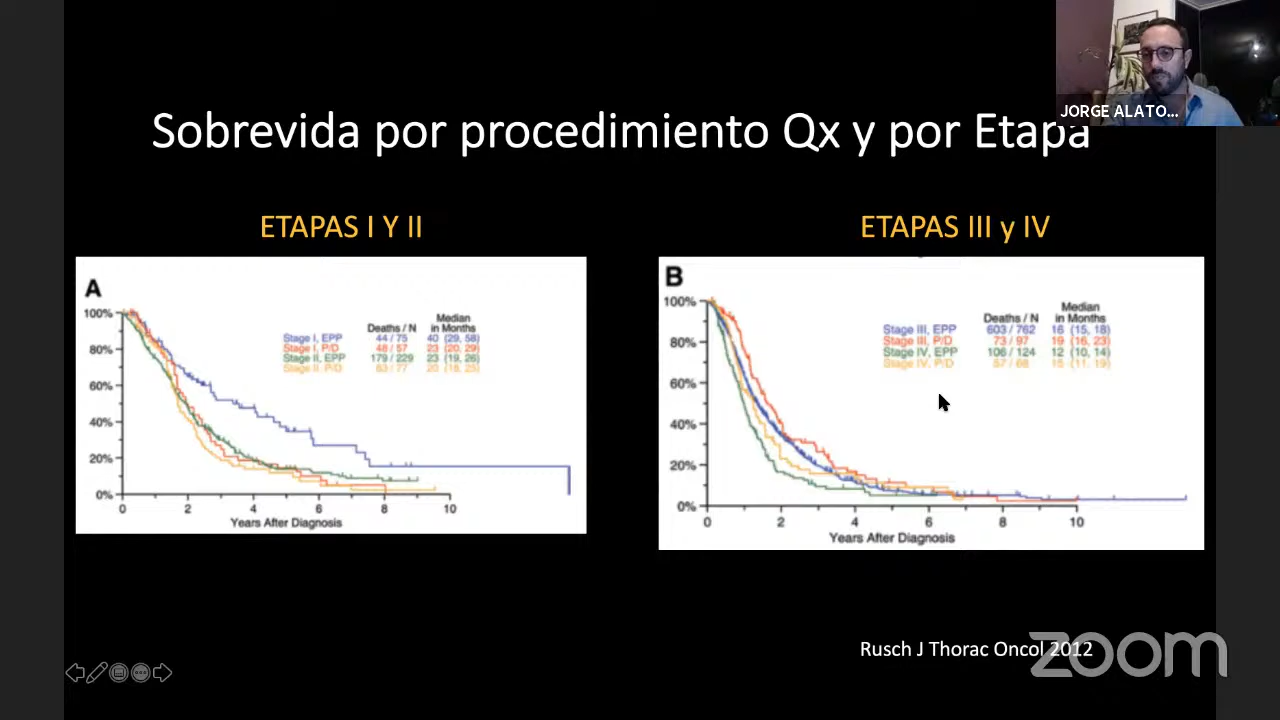 JORGE ALATO...
Sobrevida por procedimiento Qx y por Etapa
ETAPAS I Y II
ETAPAS III y IV
A
Deaths / N
Median in Months
Stage I, EPP 44 / 75 40 (29, 58)
Stage I, P/D 48 / 57 23 (20, 29)
Stage II, EPP 179 / 229 23 (19, 26)
Stage II, P/D 63 / 77 20 (18, 25)
100%
80%
60%
40%
20%
0%
0 2 4 6 8 10
Years After Diagnosis
B
Deaths / N
Median in Months
Stage III, EPP 603 / 762 16 (15, 18)
Stage III, P/D 73 / 97 19 (16, 23)
Stage IV, EPP 106 / 124 12 (10, 14)
Stage IV, P/D 57 / 68 15 (11, 19)
100%
80%
60%
40%
20%
0%
0 2 4 6 8 10
Years After Diagnosis
Rusch J Thorac Oncol 2012
zoom